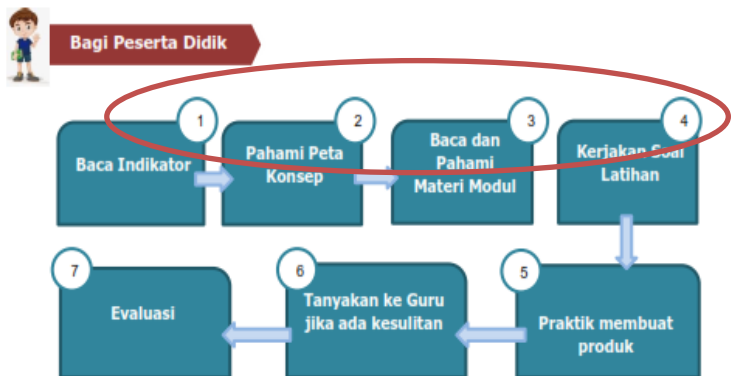 Bagi Peserta Didik
1
Baca Indikator
2
Pahami Peta
Konsep
3
Baca dan
Pahami
Materi Modul
4
Kerjakan Soal
Latihan
5
Praktik membuat
produk
6
Tanyakan ke Guru
jika ada kesulitan
7
Evaluasi